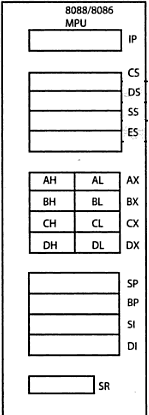 8088/8086
MPU
IP
CS
DS
SS
ES
AH AL AX
BH BL BX
CH CL CX
DH DL DX
SP
BP
SI
DI
SR